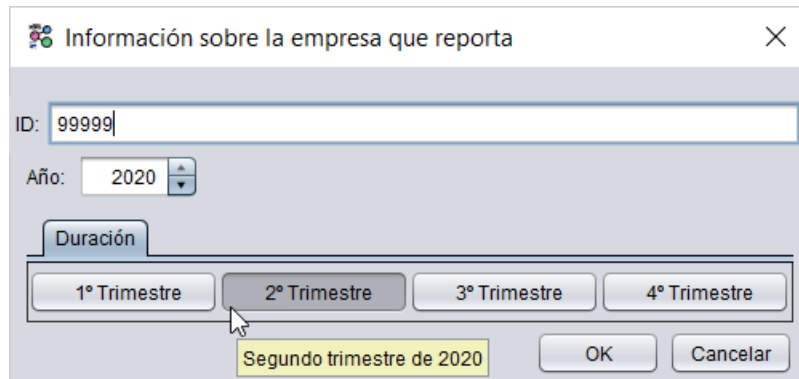 Información sobre la empresa que reporta
ID: 99999
Año: 2020
Duración
1º Trimestre 2º Trimestre 3º Trimestre 4º Trimestre
Segundo trimestre de 2020 OK Cancelar